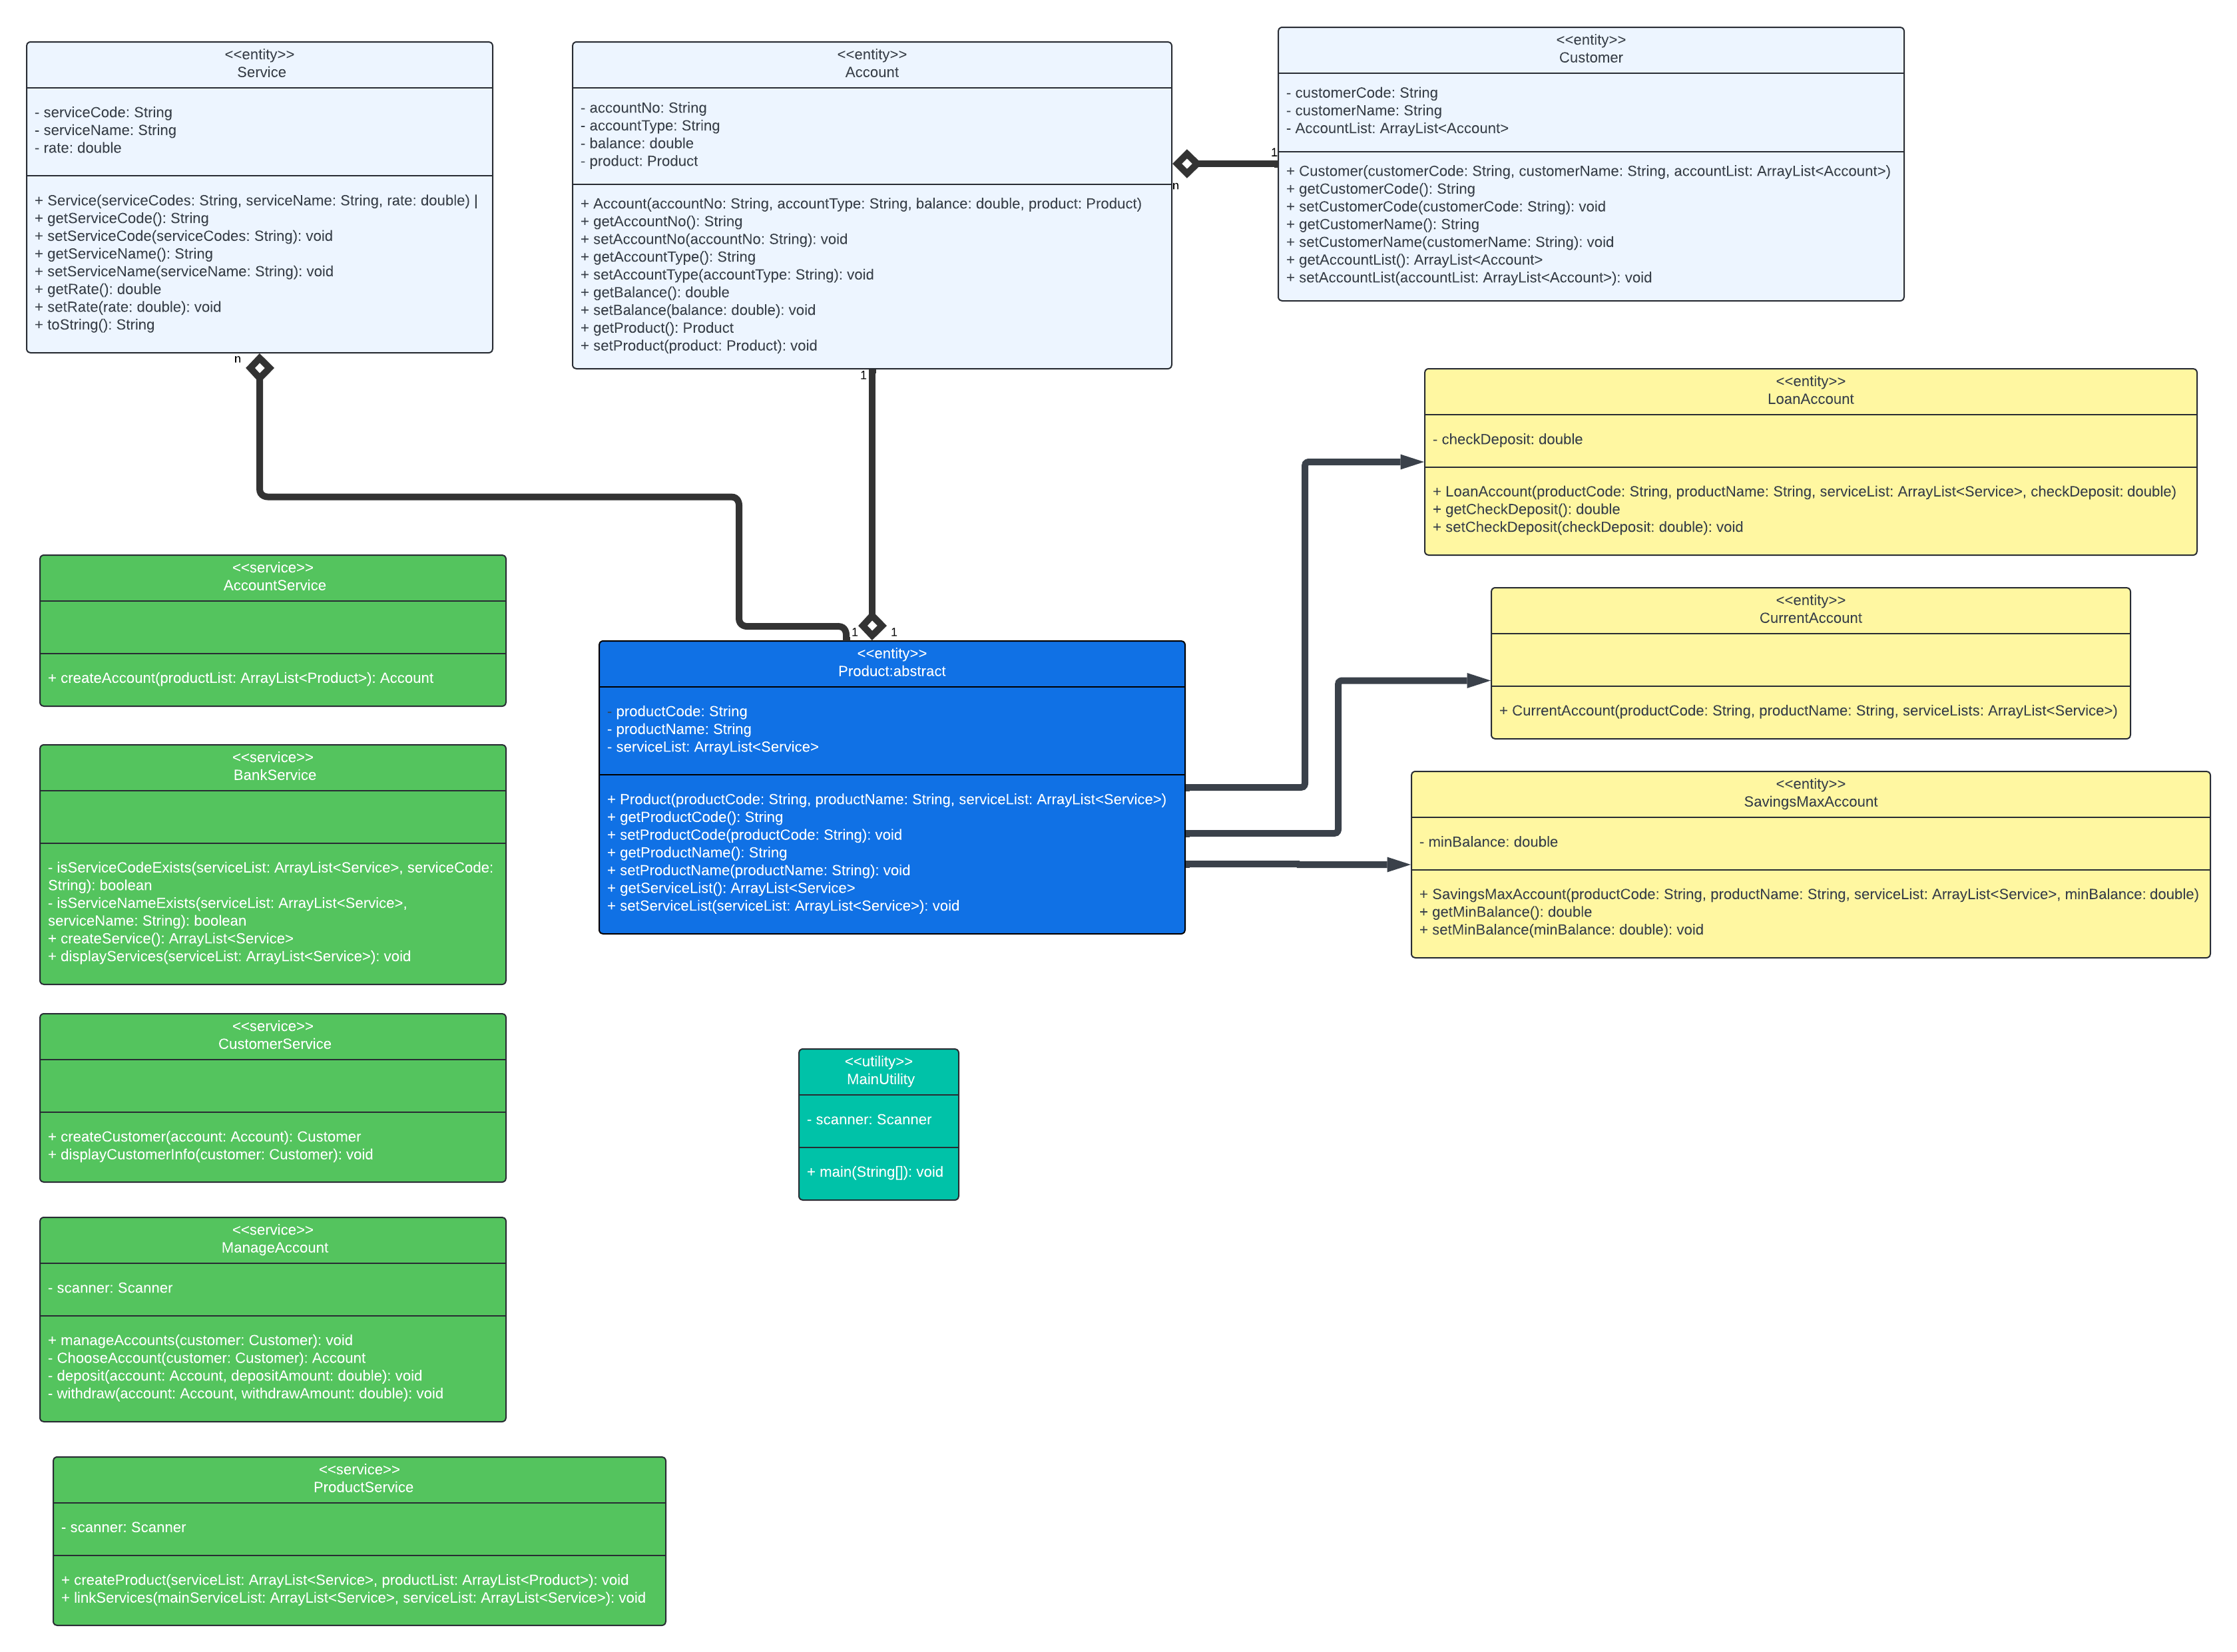 <<entity>>
Service
- serviceCode: String
- serviceName: String
- rate: double
+ Service(serviceCodes: String, serviceName: String, rate: double) |
+ getServiceCode(): String
+ setServiceCode(serviceCodes: String): void
+ getServiceName(): String
+ setServiceName(serviceName: String): void
+ getRate(): double
+ setRate(rate: double): void
+ toString(): String
n
<<entity>>
Account
- accountNo: String
- accountType: String
- balance: double
- product: Product
+ Account(accountNo: String, accountType: String, balance: double, product: Product)
+ getAccountNo(): String
+ setAccountNo(accountNo: String): void
+ getAccountType(): String
+ setAccountType(accountType: String): void
+ getBalance(): double
+ setBalance(balance: double): void
+ getProduct(): Product
+ setProduct(product: Product): void
1
n
1
<<entity>>
Customer
- customerCode: String
- customerName: String
- AccountList: ArrayList<Account>
+ Customer(customerCode: String, customerName: String, accountList: ArrayList<Account>)
+ getCustomerCode(): String
+ setCustomerCode(customerCode: String): void
+ getCustomerName(): String
+ setCustomerName(customerName: String): void
+ getAccountList(): ArrayList<Account>
+ setAccountList(accountList: ArrayList<Account>): void
<<entity>>
LoanAccount
- checkDeposit: double
+ LoanAccount(productCode: String, productName: String, serviceList: ArrayList<Service>, checkDeposit: double)
+ getCheckDeposit(): double
+ setCheckDeposit(checkDeposit: double): void
<<entity>>
CurrentAccount
+ CurrentAccount(productCode: String, productName: String, serviceLists: ArrayList<Service>)
<<entity>>
SavingsMaxAccount
- minBalance: double
+ SavingsMaxAccount(productCode: String, productName: String, serviceList: ArrayList<Service>, minBalance: double)
+ getMinBalance(): double
+ setMinBalance(minBalance: double): void
1
1
<<entity>>
Product:abstract
- productCode: String
- productName: String
- serviceList: ArrayList<Service>
+ Product(productCode: String, productName: String, serviceList: ArrayList<Service>)
+ getProductCode(): String
+ setProductCode(productCode: String): void
+ getProductName(): String
+ setProductName(productName: String): void
+ getServiceList(): ArrayList<Service>
+ setServiceList(serviceList: ArrayList<Service>): void
<<service>>
AccountService
+ createAccount(productList: ArrayList<Product>): Account
<<service>>
BankService
- isServiceCodeExists(serviceList: ArrayList<Service>, serviceCode:
String): boolean
- isServiceNameExists(serviceList: ArrayList<Service>,
serviceName: String): boolean
+ createService(): ArrayList<Service>
+ displayServices(serviceList: ArrayList<Service>): void
<<service>>
CustomerService
+ createCustomer(account: Account): Customer
+ displayCustomerInfo(customer: Customer): void
<<utility>>
MainUtility
- scanner: Scanner
+ main(String[]): void
<<service>>
ManageAccount
- scanner: Scanner
+ manageAccounts(customer: Customer): void
- ChooseAccount(customer: Customer): Account
- deposit(account: Account, depositAmount: double): void
- withdraw(account: Account, withdrawAmount: double): void
<<service>>
ProductService
- scanner: Scanner
+ createProduct(serviceList: ArrayList<Service>, productList: ArrayList<Product>): void
+ linkServices(mainServiceList: ArrayList<Service>, serviceList: ArrayList<Service>): void